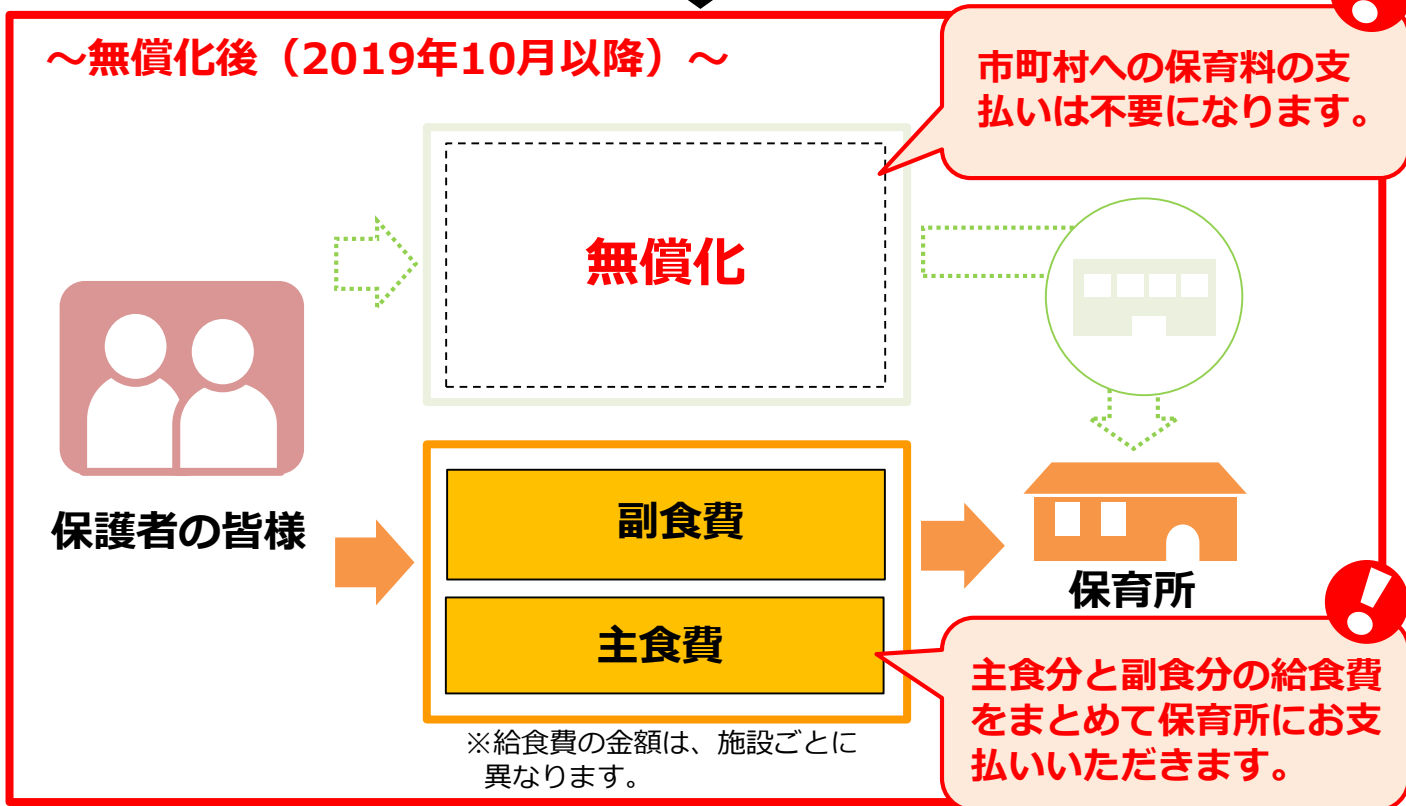 ～無償化後（2019年10月以降）～
市町村への保育料の支
払いは不要になります。
無償化
保護者の皆様
副食費
主食費
保育所
主食分と副食分の給食費
をまとめて保育所にお支
払いいただきます。
※給食費の金額は、施設ごとに
異なります。